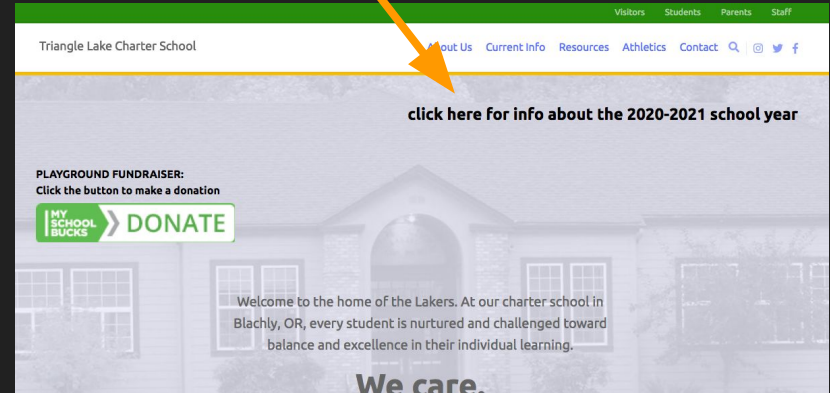 Visitors Students Parents Staff
Triangle Lake Charter School
About Us Current Info Resources Athletics Contact
click here for info about the 2020-2021 school year
PLAYGROUND FUNDRAISER:
Click the button to make a donation
MY SCHOOL BUCKS DONATE
Welcome to the home of the Lakers. At our charter school in
Blachly, OR, every student is nurtured and challenged toward
balance and excellence in their individual learning.
We care.